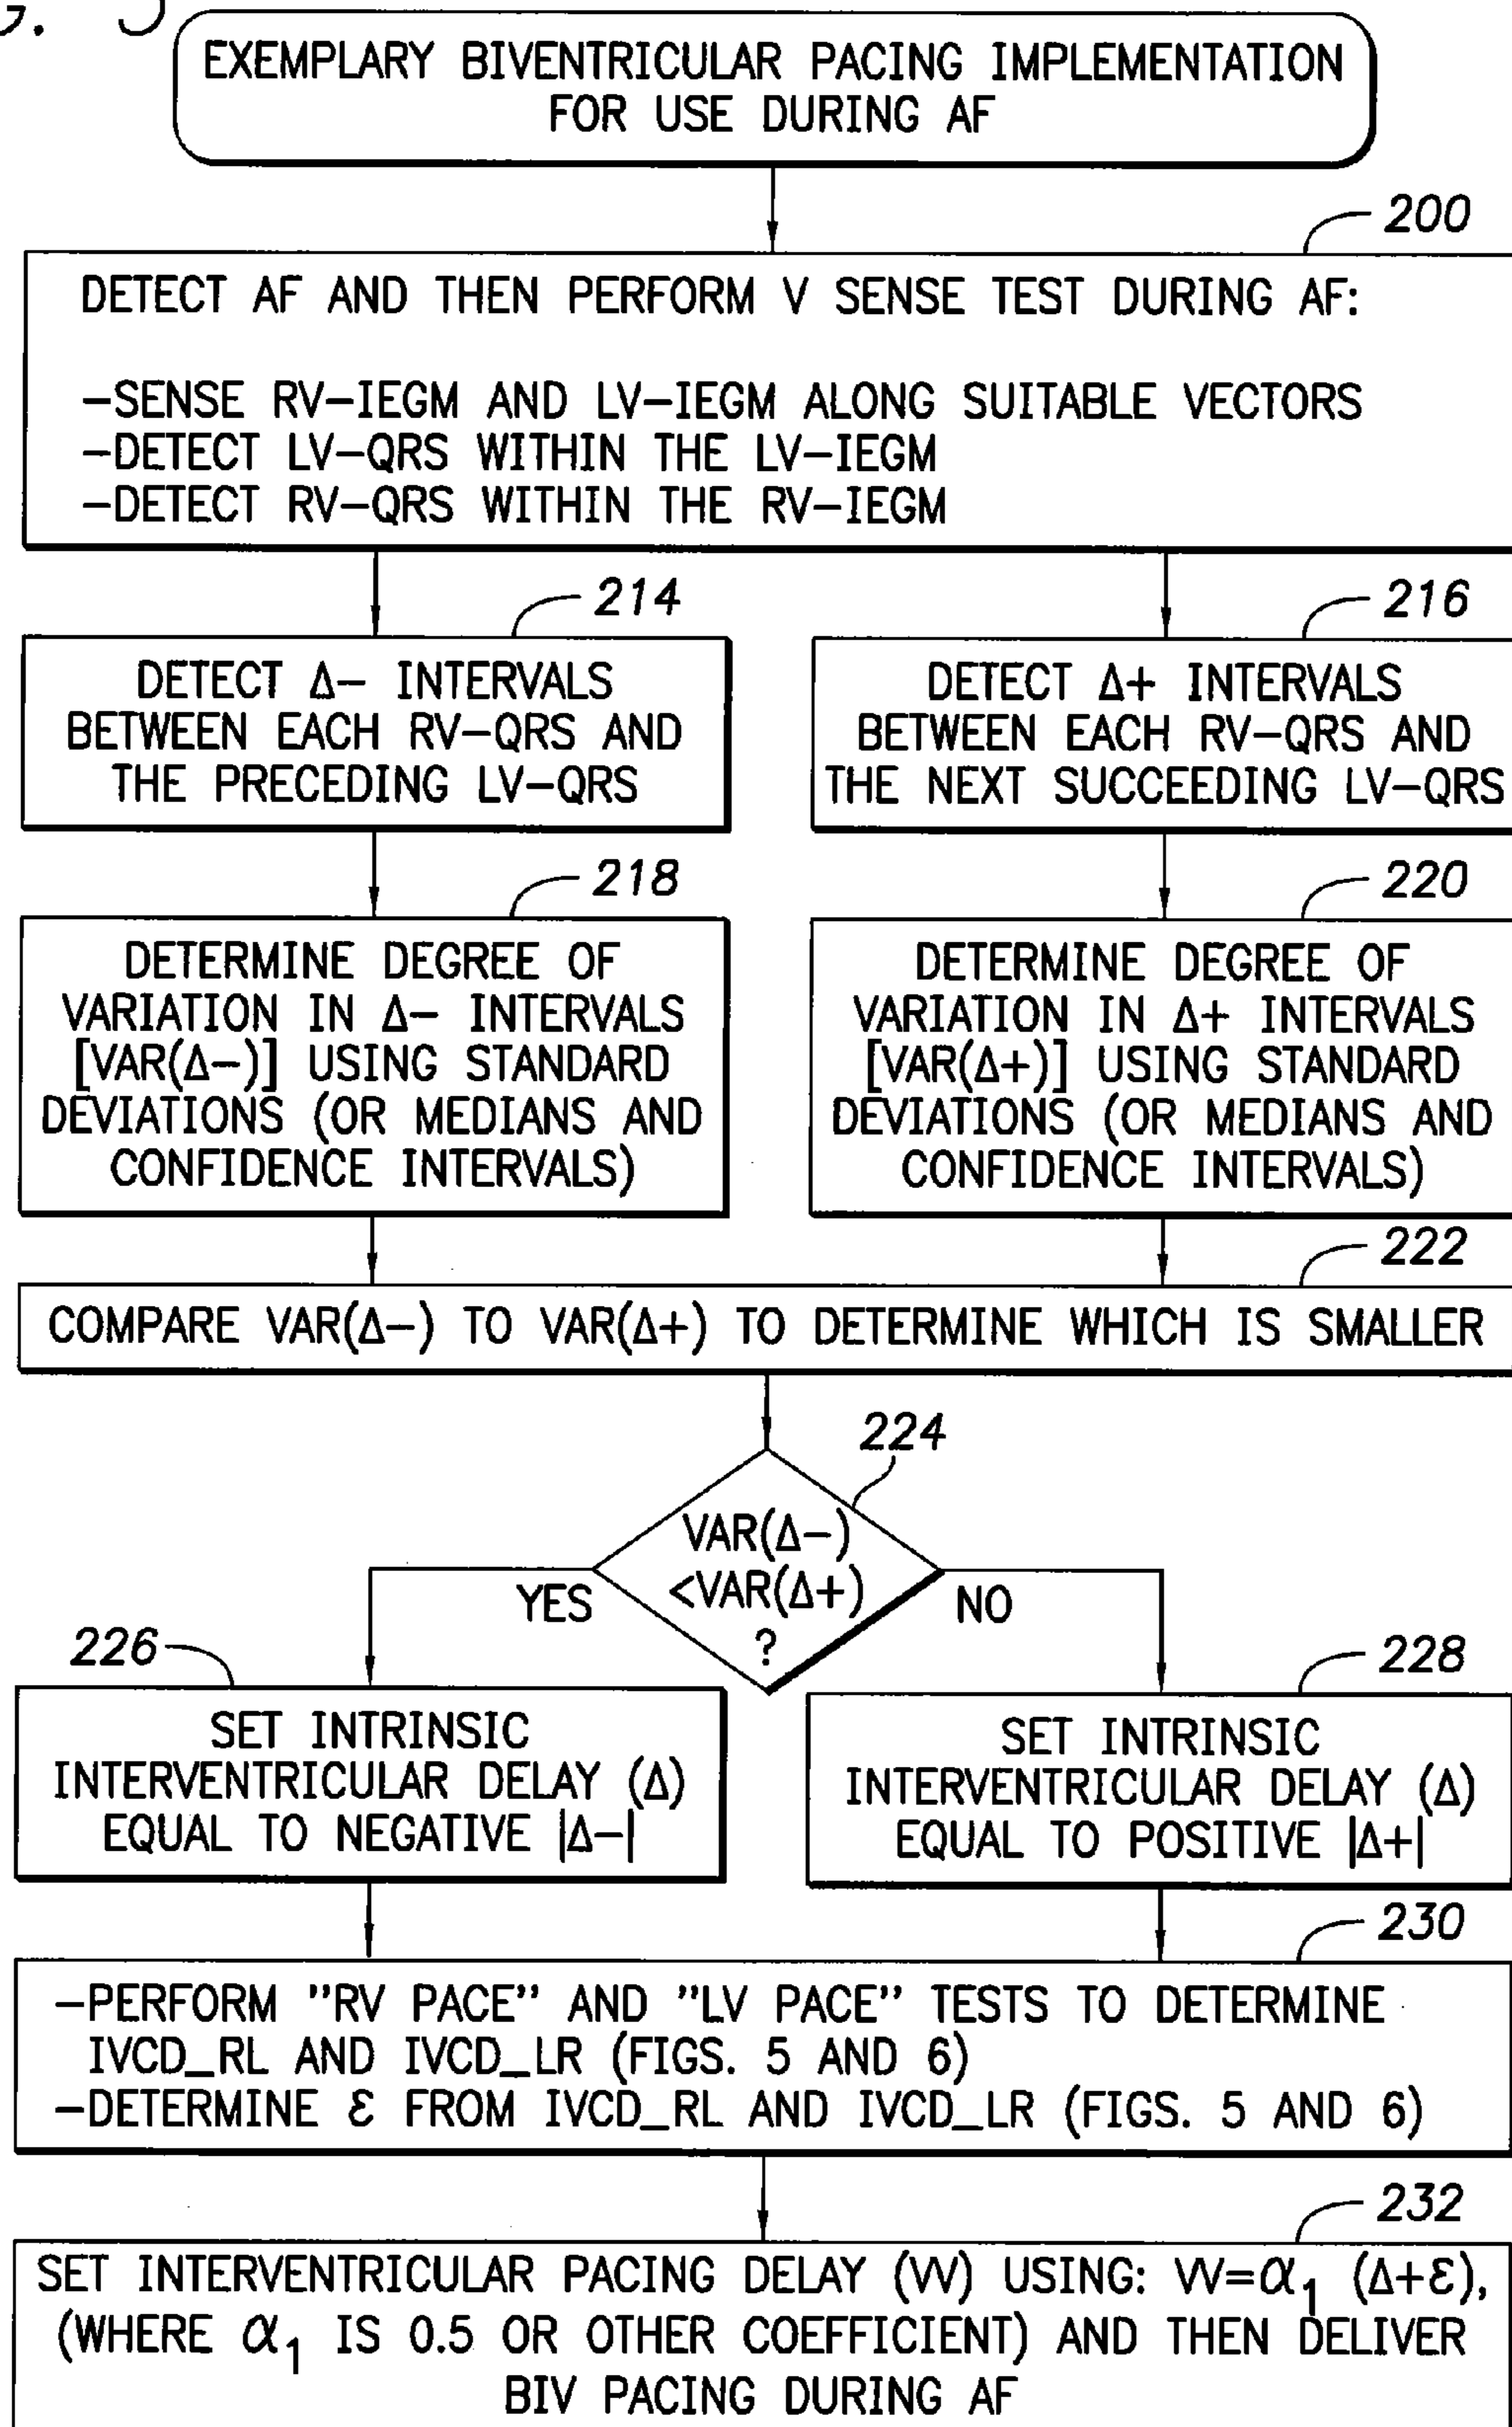 EXEMPLARY BIVENTRICULAR PACING IMPLEMENTATION
FOR USE DURING AF
200
DETECT AF AND THEN PERFORM V SENSE TEST DURING AF:
–SENSE RV–IEGM AND LV–IEGM ALONG SUITABLE VECTORS
–DETECT LV–QRS WITHIN THE LV–IEGM
–DETECT RV–QRS WITHIN THE RV–IEGM
214
DETECT Δ– INTERVALS
BETWEEN EACH RV–QRS AND
THE PRECEDING LV–QRS
216
DETECT Δ+ INTERVALS
BETWEEN EACH RV–QRS AND
THE NEXT SUCCEEDING LV–QRS
218
DETERMINE DEGREE OF
VARIATION IN Δ– INTERVALS
[VAR(Δ–)] USING STANDARD
DEVIATIONS (OR MEDIANS AND
CONFIDENCE INTERVALS)
220
DETERMINE DEGREE OF
VARIATION IN Δ+ INTERVALS
[VAR(Δ+)] USING STANDARD
DEVIATIONS (OR MEDIANS AND
CONFIDENCE INTERVALS)
222
COMPARE VAR(Δ–) TO VAR(Δ+) TO DETERMINE WHICH IS SMALLER
224
VAR(Δ–)
<VAR(Δ+)
?
YES
NO
226
SET INTRINSIC
INTERVENTRICULAR DELAY (Δ)
EQUAL TO NEGATIVE |Δ–|
228
SET INTRINSIC
INTERVENTRICULAR DELAY (Δ)
EQUAL TO POSITIVE |Δ+|
230
–PERFORM "RV PACE" AND "LV PACE" TESTS TO DETERMINE
IVCD_RL AND IVCD_LR (FIGS. 5 AND 6)
–DETERMINE ε FROM IVCD_RL AND IVCD_LR (FIGS. 5 AND 6)
232
SET INTERVENTRICULAR PACING DELAY (VV) USING: VV=α₁ (Δ+ε),
(WHERE α₁ IS 0.5 OR OTHER COEFFICIENT) AND THEN DELIVER
BIV PACING DURING AF